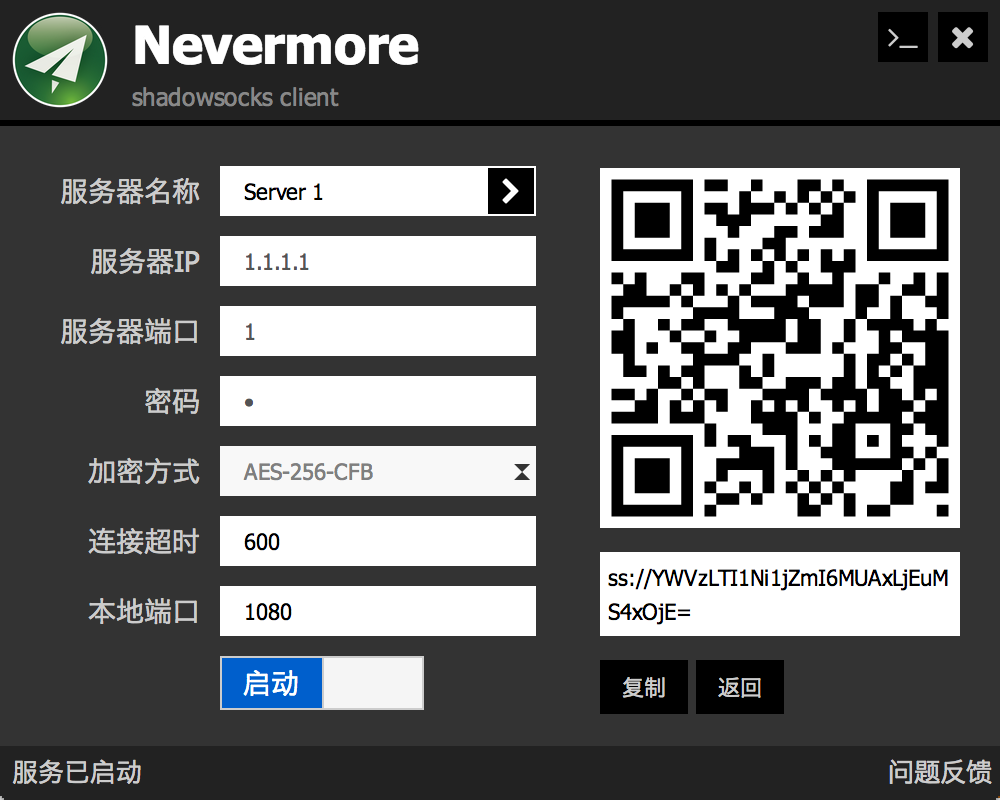 Nevermore
shadowsocks client
服务器名称 Server 1
服务器IP 1.1.1.1
服务器端口 1
密码 •
加密方式 AES-256-CFB
连接超时 600
本地端口 1080
启动
ss://YWVzLTI1Ni1jZmI6MUAxLjEuM
S4xOjE=
复制 返回
服务已启动 问题反馈